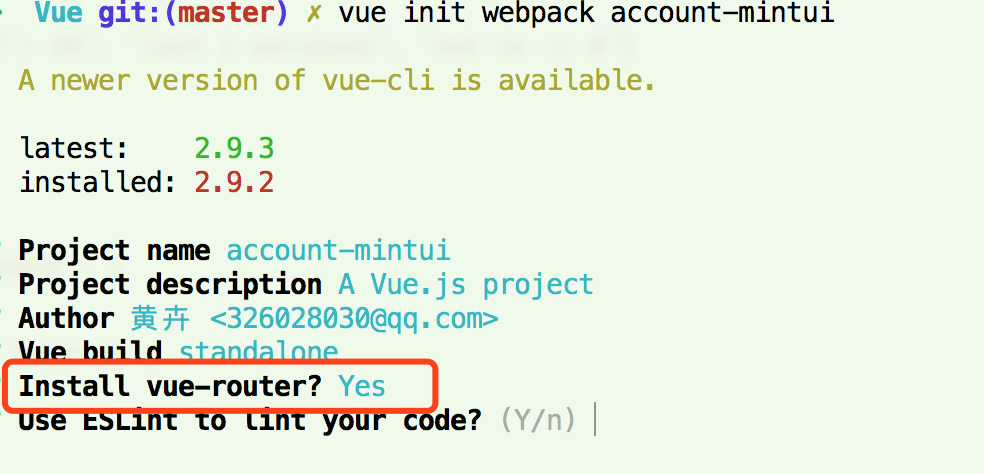 Vue git:(master) ✗ vue init webpack account-mintui
A newer version of vue-cli is available.
latest: 2.9.3
installed: 2.9.2
Project name account-mintui
Project description A Vue.js project
Author 黄卉 <326028030@qq.com>
Vue build standalone
Install vue-router? Yes
Use ESLint to lint your code? (Y/n)